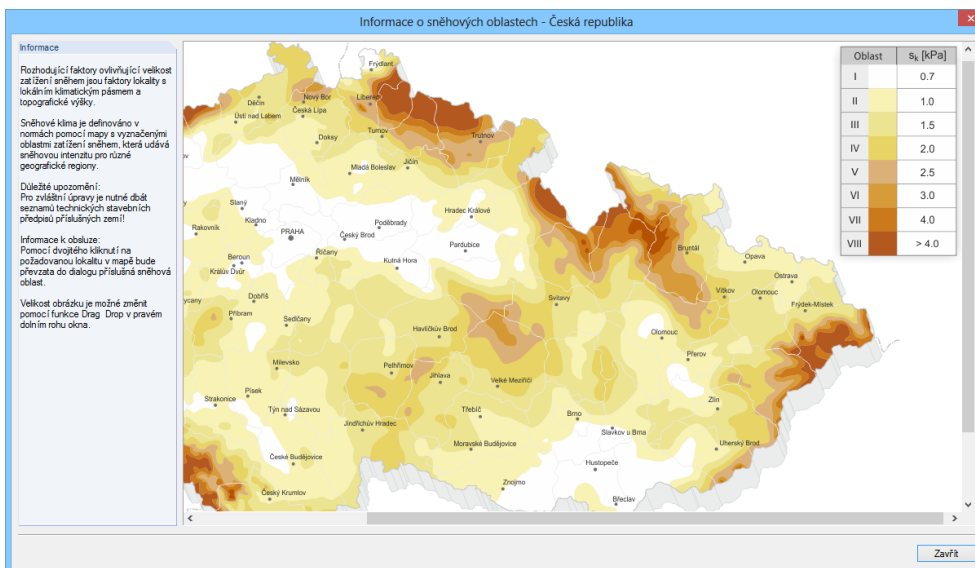 Informace o sněhových oblastech - Česká republika
Informace
Rozhodující faktory ovlivňující velikost
zatížení sněhem jsou faktory lokality s
lokálním klimatickým pásmem a
topografické výšky.
Sněhové klima je definováno v
normách pomocí mapy s vyznačenými
oblastmi zatížení sněhem, která udává
sněhovou intenzitu pro různé
geografické regiony.
Důležité upozornění:
Pro zvláštní úpravy je nutné dbát
seznamů technických stavebních
předpisů příslušných zemí!
Informace k obsluze:
Pomocí dvojitého kliknutí na
požadovanou lokalitu v mapě bude
převzata do dialogu příslušná sněhová
oblast.
Velikost obrázku je možné změnit
pomocí funkce Drag Drop v pravém
dolním rohu okna.
Frýdlant
Děčín
Nový Bor
Liberec
Ústí nad Labem
Česká Lípa
Doksy
Turnov
Trutnov
ov
Mladá Boleslav
Jičín
Mělník
Slaný
Kladno
Rakovník
PRAHA
Poděbrady
Hradec Králové
Český Brod
Říčany
Pardubice
Beroun
Králův Dvůr
Kutná Hora
ycany
Dobříš
Příbram
Sedlčany
Svitavy
Bruntál
Opava
Ostrava
Vítkov
Olomouc
Frýdek-Místek
Havlíčkův Brod
Olomouc
Přerov
Milevsko
Pelhřimov
Jihlava
Velké Meziříčí
Písek
Strakonice
Týn nad Sázavou
Třebíč
Brno
Zlín
Jindřichův Hradec
Slavkov u Brna
Moravské Budějovice
Uherský Brod
České Budějovice
Hustopeče
Znojmo
Český Krumlov
Břeclav
Oblast sk [kPa]
I 0.7
II 1.0
III 1.5
IV 2.0
V 2.5
VI 3.0
VII 4.0
VIII > 4.0
Zavřít